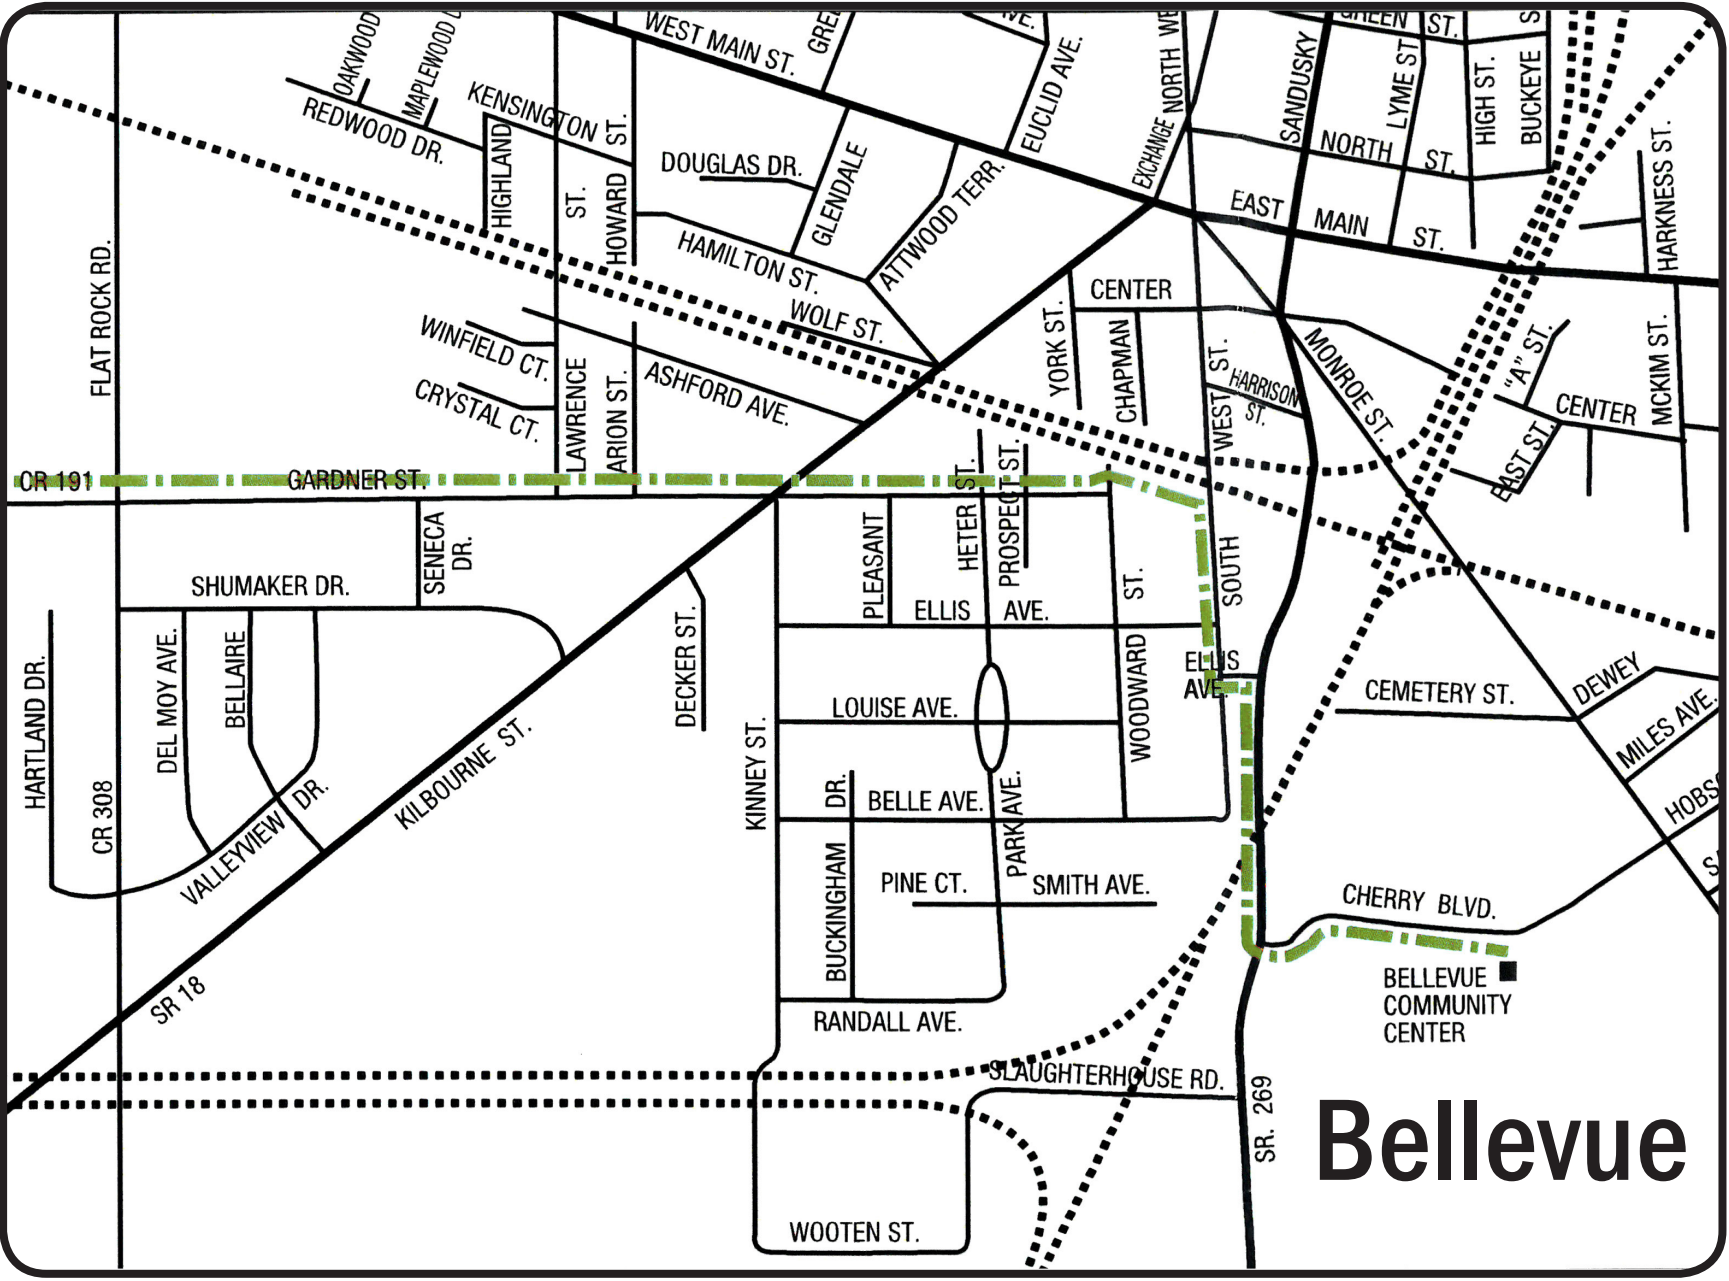 OAKWOOD
MAPLEWOOD
WEST MAIN ST.
EUCLID AVE.
EXCHANGE
NORTH
SANDUSKY
GREEN ST.
LYME ST
HIGH ST.
BUCKEYE
HARKNESS ST.
REDWOOD DR.
KENSINGTON
HIGHLAND
ST.
HOWARD ST.
DOUGLAS DR.
GLENDALE
ATTWOOD TERR.
HAMILTON ST.
NORTH ST.
EAST MAIN ST.
FLAT ROCK RD.
WOLF ST.
CENTER
YORK ST.
CHAPMAN
WEST ST.
HARRISON
ST.
MONROE ST.
"A" ST.
CENTER
MCKIM ST.
EAST ST.
WINFIELD CT.
CRYSTAL CT.
LAWRENCE
ARION ST.
ASHFORD AVE.
CR 191
GARDNER ST.
SENECA
DR.
SHUMAKER DR.
PLEASANT
HETER ST.
PROSPECT ST.
ELLIS AVE.
WOODWARD ST.
SOUTH
ELLIS
AVE.
DECKER ST.
HARTLAND DR.
DEL MOY AVE.
BELLAIRE
VALLEYVIEW DR.
CR 308
KILBOURNE ST.
SR 18
KINNEY ST.
LOUISE AVE.
BELLE AVE.
BUCKINGHAM DR.
PARK AVE.
PINE CT.
SMITH AVE.
RANDALL AVE.
CEMETERY ST.
DEWEY
MILES AVE.
CHERRY BLVD.
BELLEVUE
COMMUNITY
CENTER
SLAUGHTERHOUSE RD.
SR. 269
WOOTEN ST.
Bellevue